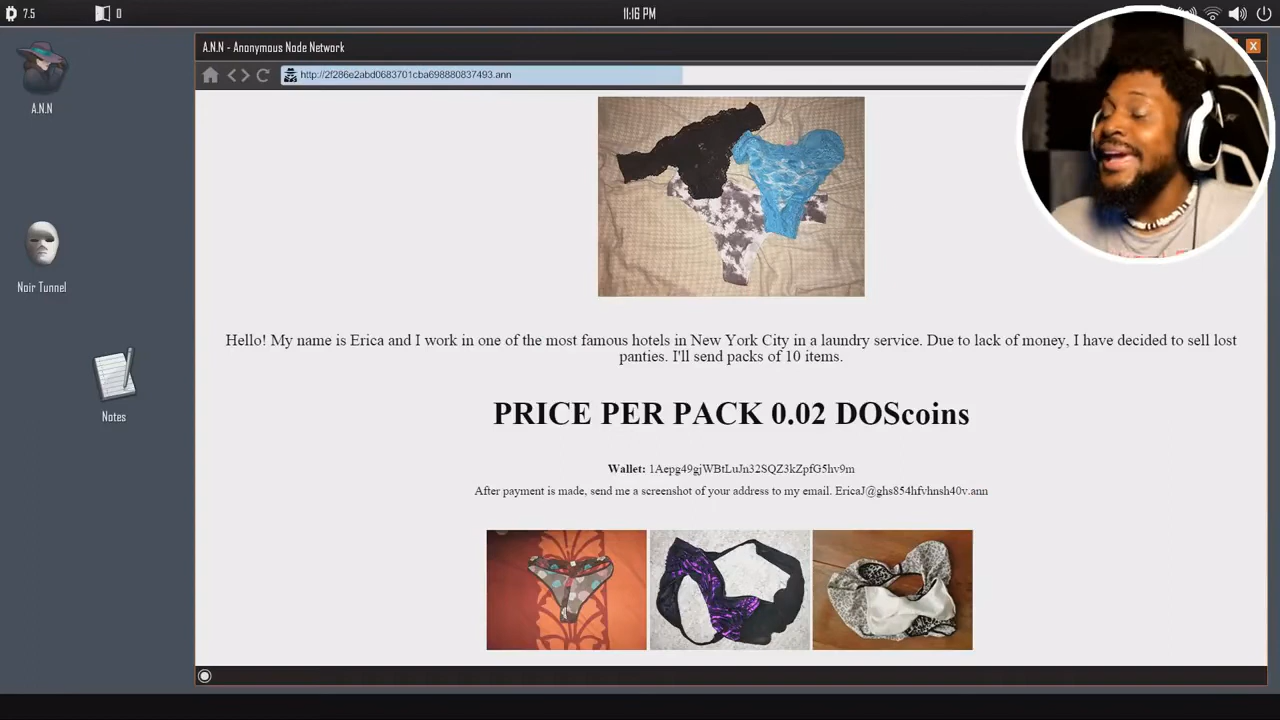 7.5
0
11:16 PM
A.N.N - Anonymous Node Network
http://2f286e2abd0683701cba698880837493.ann
A.N.N
Noir Tunnel
Notes
Hello! My name is Erica and I work in one of the most famous hotels in New York City in a laundry service. Due to lack of money, I have decided to sell lost
panties. I'll send packs of 10 items.
PRICE PER PACK 0.02 DOScoins
Wallet: 1Aepg49gjWBtLuJn32SQZ3kZpfG5hv9m
After payment is made, send me a screenshot of your address to my email. EricaJ@ghs854hfvhnsh40v.ann